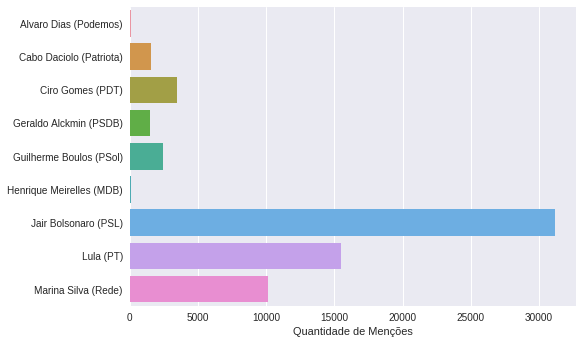 Alvaro Dias (Podemos)
Cabo Daciolo (Patriota)
Ciro Gomes (PDT)
Geraldo Alckmin (PSDB)
Guilherme Boulos (PSol)
Henrique Meirelles (MDB)
Jair Bolsonaro (PSL)
Lula (PT)
Marina Silva (Rede)
0 5000 10000 15000 20000 25000 30000
Quantidade de Menções